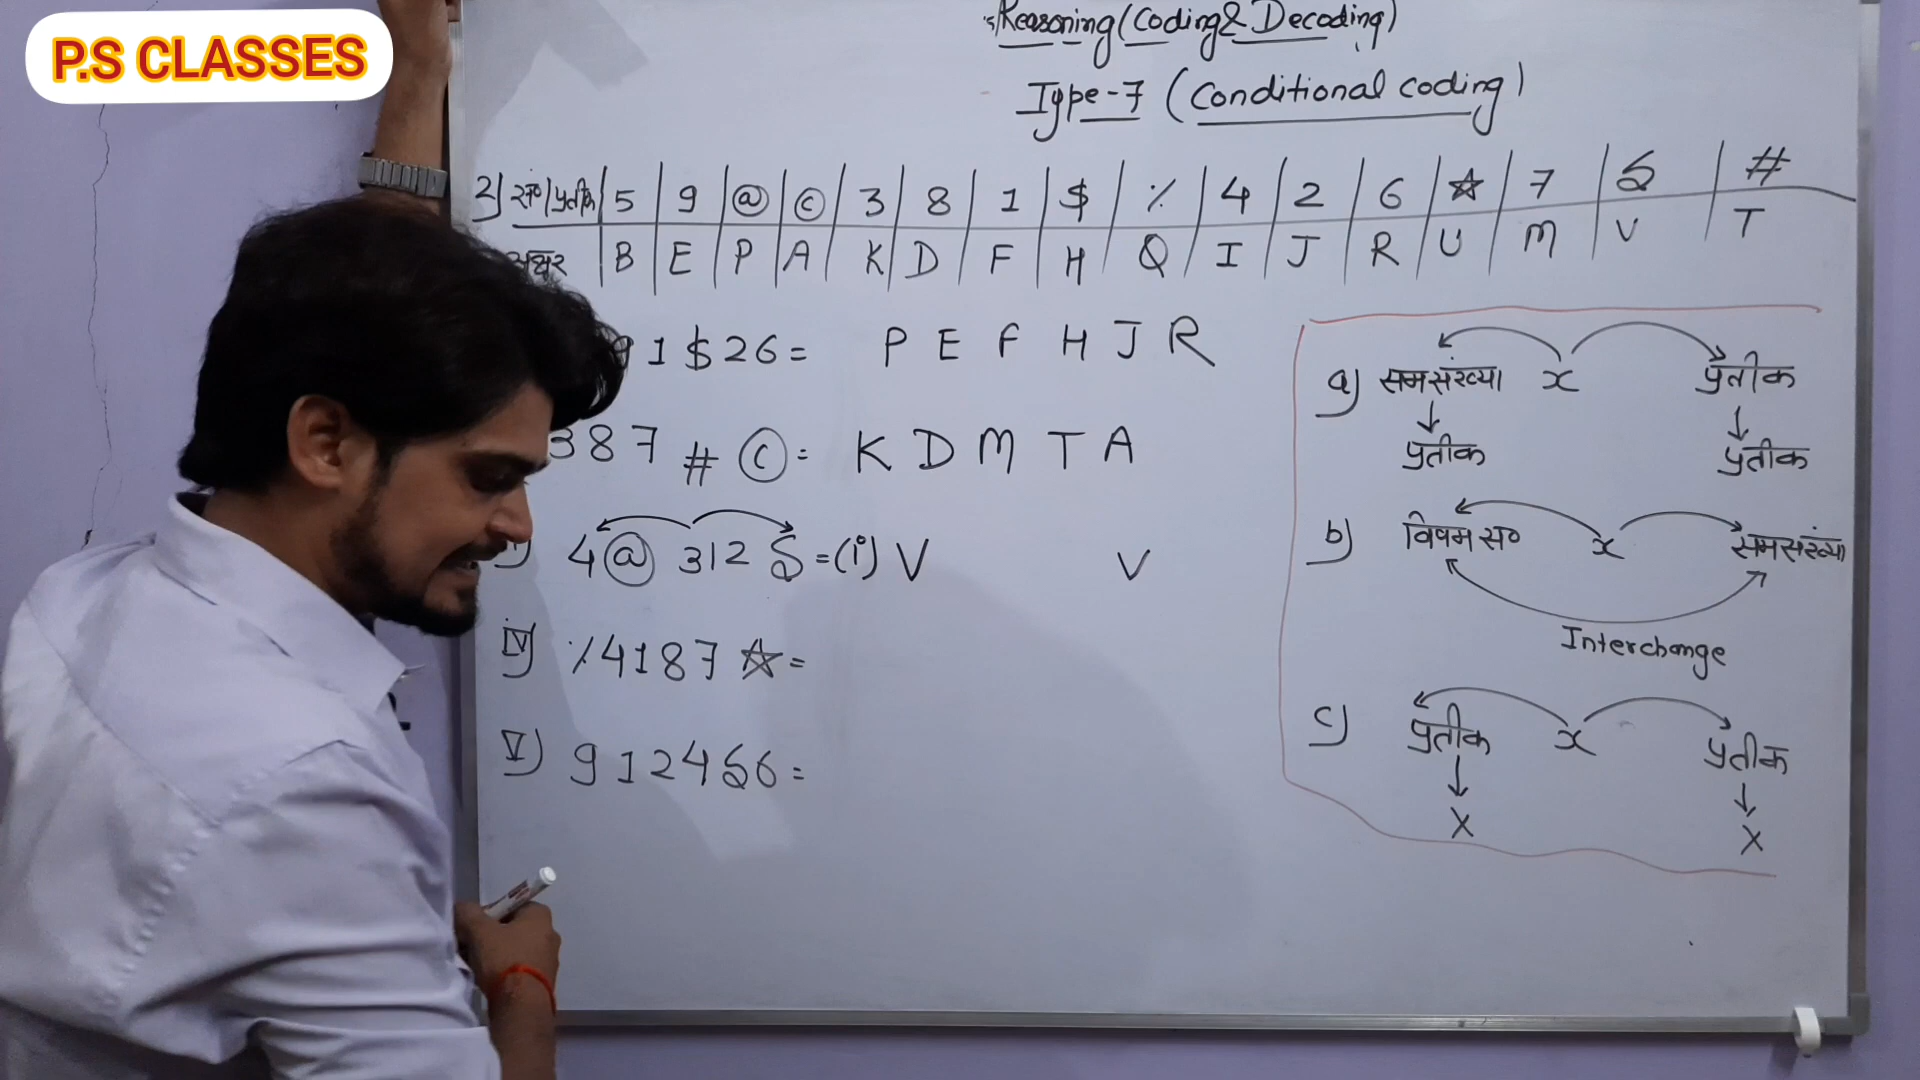 P.S CLASSES
Reasoning (Coding & Decoding)
Type-7 (Conditional coding)
2) सं०/प्रतीक 5 9 @ © 3 8 1 $ % 4 2 6 ☆ 7 δ #
अक्षर B E P A K D F H Q I J R U M V T
9 1 $ 2 6 = P E F H J R
3 8 7 # © = K D M T A
4 @ 3 1 2 δ = (i) V V
IV) % 4 1 8 7 ☆ =
V) 9 1 2 4 δ 6 =
a) समसंख्या x प्रतीक
↓ ↓
प्रतीक प्रतीक
b) विषम सं० x समसंख्या
Interchange
c) प्रतीक x प्रतीक
↓ ↓
X X